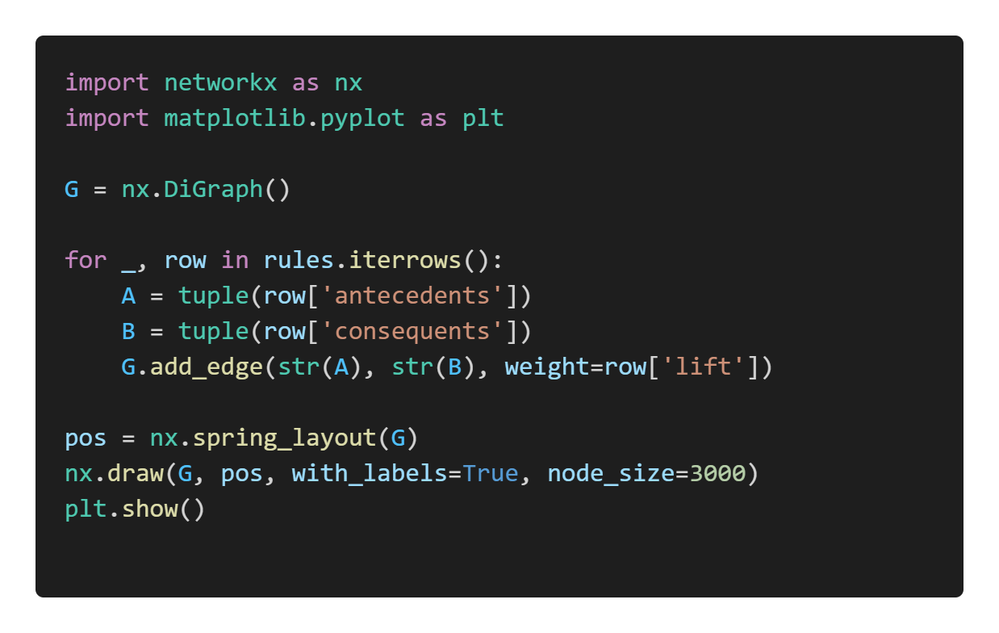 import networkx as nx
import matplotlib.pyplot as plt

G = nx.DiGraph()

for _, row in rules.iterrows():
    A = tuple(row['antecedents'])
    B = tuple(row['consequents'])
    G.add_edge(str(A), str(B), weight=row['lift'])

pos = nx.spring_layout(G)
nx.draw(G, pos, with_labels=True, node_size=3000)
plt.show()